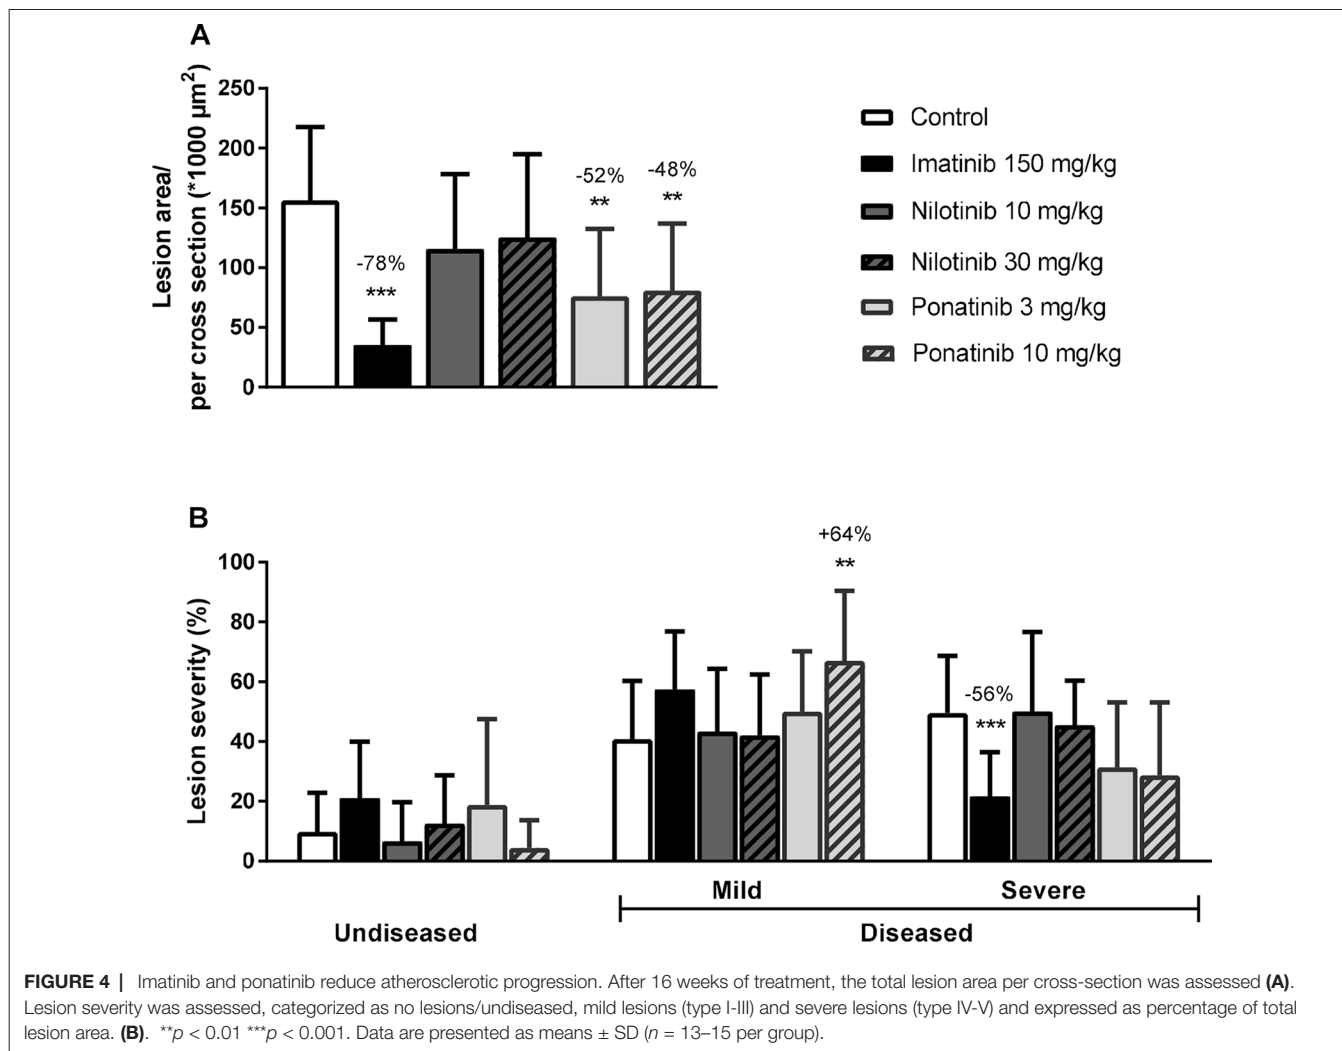 A
Lesion area/
per cross section (*1000 µm²)
250
200
150
100
50
0
-78%
***
-52%
**
-48%
**
Control
Imatinib 150 mg/kg
Nilotinib 10 mg/kg
Nilotinib 30 mg/kg
Ponatinib 3 mg/kg
Ponatinib 10 mg/kg
B
Lesion severity (%)
100
80
60
40
20
0
+64%
**
-56%
***
Mild
Severe
Undiseased
Diseased
FIGURE 4 | Imatinib and ponatinib reduce atherosclerotic progression. After 16 weeks of treatment, the total lesion area per cross-section was assessed (A).
Lesion severity was assessed, categorized as no lesions/undiseased, mild lesions (type I-III) and severe lesions (type IV-V) and expressed as percentage of total
lesion area. (B). **p < 0.01 ***p < 0.001. Data are presented as means ± SD (n = 13–15 per group).